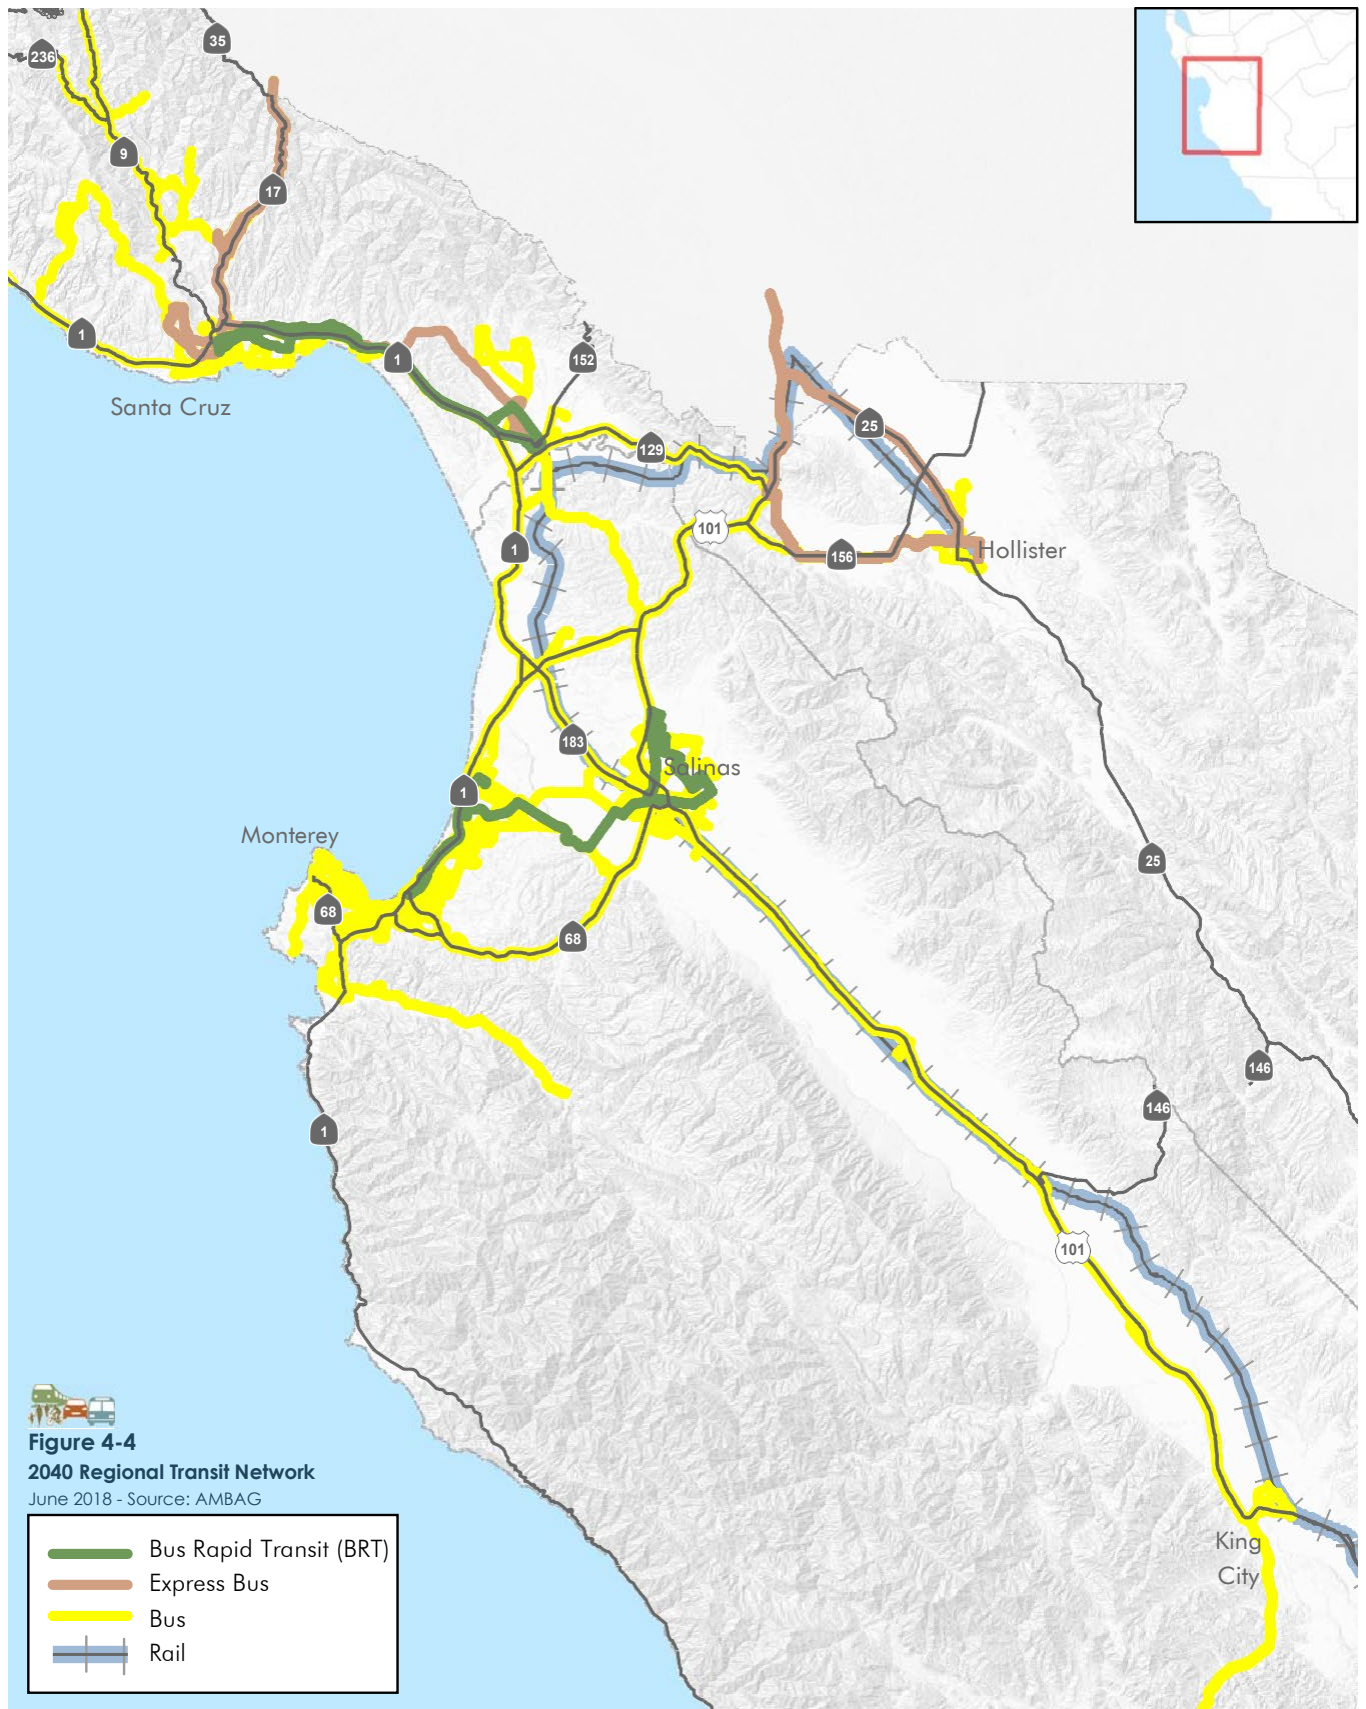 35
236
9
17
1
1
152
Santa Cruz
25
129
101
1
156
Hollister
183
Salinas
1
Monterey
25
68
68
146
146
1
101
Figure 4-4
2040 Regional Transit Network
June 2018 - Source: AMBAG
Bus Rapid Transit (BRT)
Express Bus
Bus
Rail
King
City